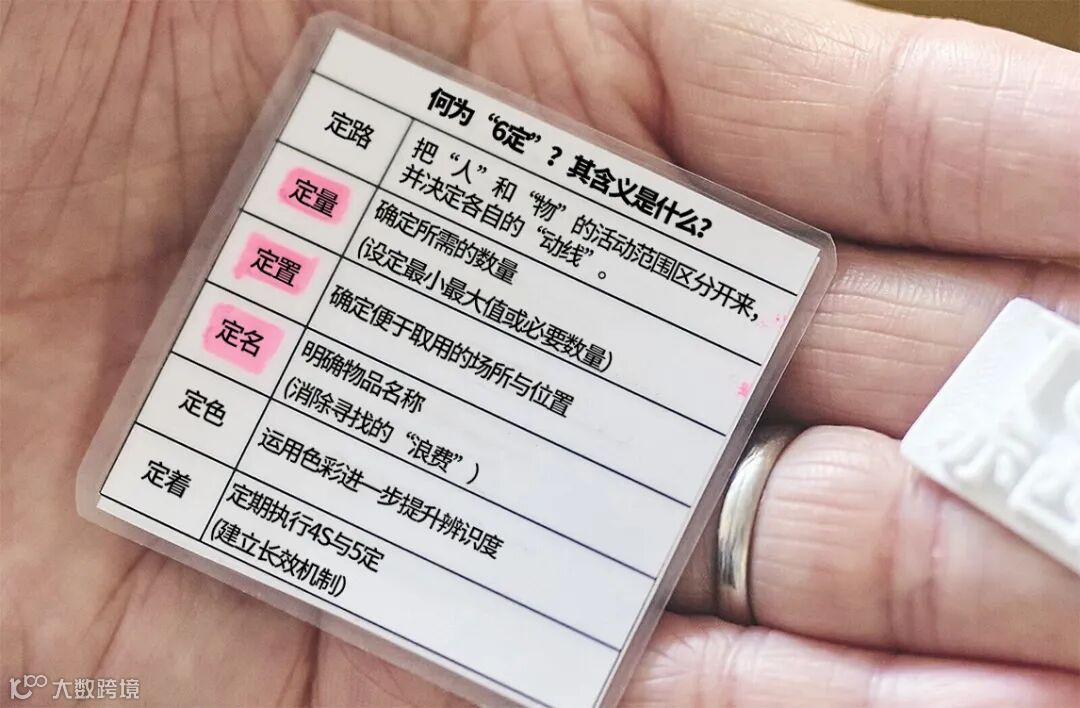 何为“6定”？其含义是什么？
定路
把“人”和“物”的活动范围区分开来，
并决定各自的“动线”。
定量
确定所需的数量
(设定最小最大值或必要数量)
定置
确定便于取用的场所与位置
定名
明确物品名称
(消除寻找的“浪费”)
定色
运用色彩进一步提升辨识度
定着
定期执行4S与5定
(建立长效机制)
大数跨境